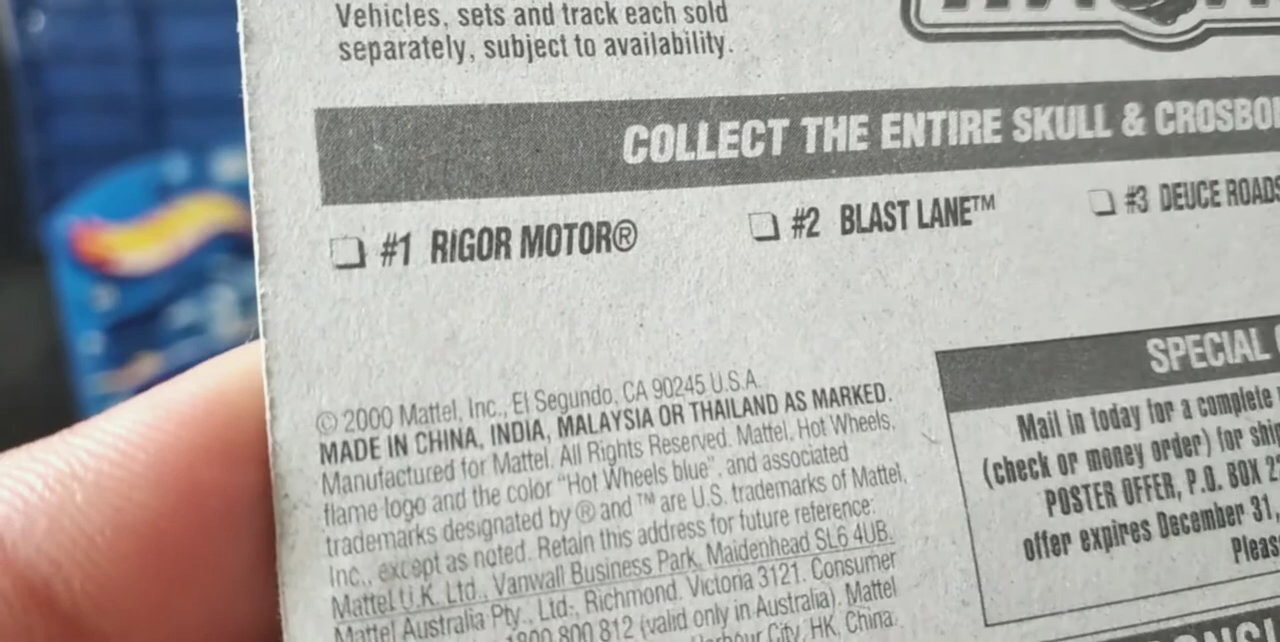 Vehicles, sets and track each sold
separately, subject to availability.
COLLECT THE ENTIRE SKULL & CROSBO
#1 RIGOR MOTOR®
#2 BLAST LANE™
#3 DEUCE ROADS
© 2000 Mattel, Inc., El Segundo, CA 90245 U.S.A.
MADE IN CHINA, INDIA, MALAYSIA OR THAILAND AS MARKED.
Manufactured for Mattel. All Rights Reserved. Mattel, Hot Wheels,
flame logo and the color "Hot Wheels blue", and associated
trademarks designated by ® and ™ are U.S. trademarks of Mattel,
Inc., except as noted. Retain this address for future reference:
Mattel U.K. Ltd., Vanwall Business Park, Maidenhead SL6 4UB.
Mattel Australia Pty., Ltd., Richmond. Victoria 3121. Consumer
1800 800 812 (valid only in Australia). Mattel
City, HK, China.
SPECIAL
Mail in today for a complete
(check or money order) for
POSTER OFFER, P.O. BOX
offer expires December 31,